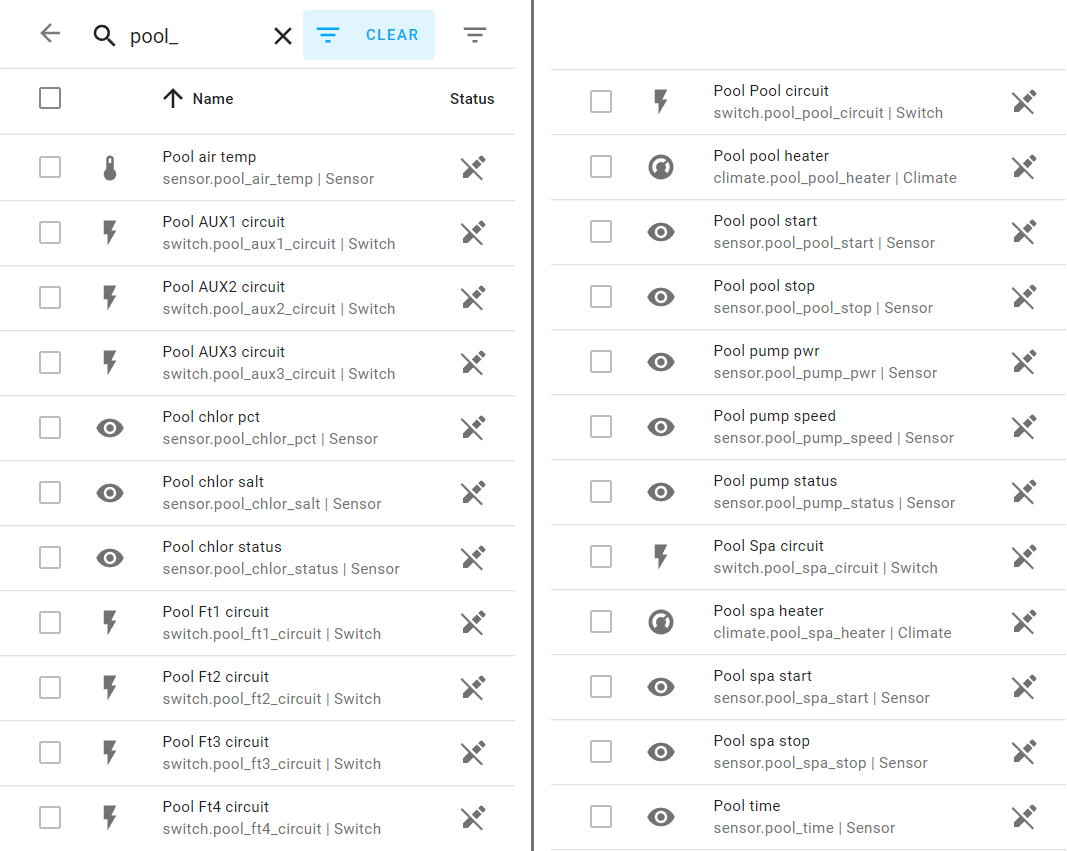 pool_
CLEAR
Name
Status
Pool air temp
sensor.pool_air_temp | Sensor
Pool AUX1 circuit
switch.pool_aux1_circuit | Switch
Pool AUX2 circuit
switch.pool_aux2_circuit | Switch
Pool AUX3 circuit
switch.pool_aux3_circuit | Switch
Pool chlor pct
sensor.pool_chlor_pct | Sensor
Pool chlor salt
sensor.pool_chlor_salt | Sensor
Pool chlor status
sensor.pool_chlor_status | Sensor
Pool Ft1 circuit
switch.pool_ft1_circuit | Switch
Pool Ft2 circuit
switch.pool_ft2_circuit | Switch
Pool Ft3 circuit
switch.pool_ft3_circuit | Switch
Pool Ft4 circuit
switch.pool_ft4_circuit | Switch
Pool Pool circuit
switch.pool_pool_circuit | Switch
Pool pool heater
climate.pool_pool_heater | Climate
Pool pool start
sensor.pool_pool_start | Sensor
Pool pool stop
sensor.pool_pool_stop | Sensor
Pool pump pwr
sensor.pool_pump_pwr | Sensor
Pool pump speed
sensor.pool_pump_speed | Sensor
Pool pump status
sensor.pool_pump_status | Sensor
Pool Spa circuit
switch.pool_spa_circuit | Switch
Pool spa heater
climate.pool_spa_heater | Climate
Pool spa start
sensor.pool_spa_start | Sensor
Pool spa stop
sensor.pool_spa_stop | Sensor
Pool time
sensor.pool_time | Sensor